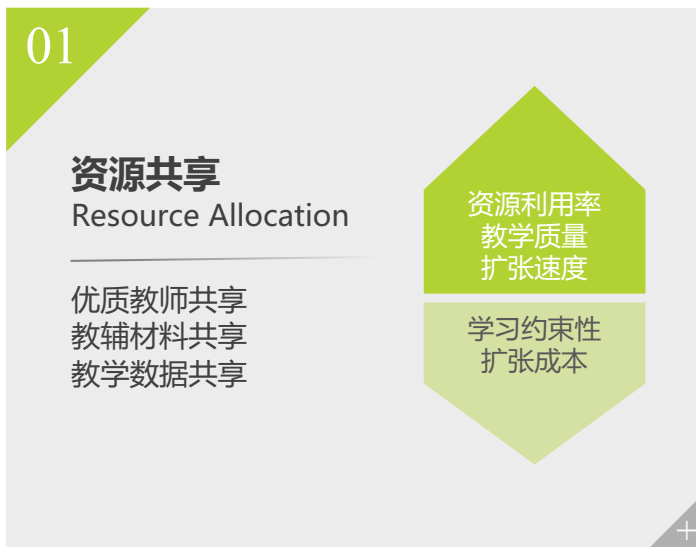 01
资源共享
Resource Allocation
优质教师共享
教辅材料共享
教学数据共享
资源利用率
教学质量
扩张速度
学习约束性
扩张成本